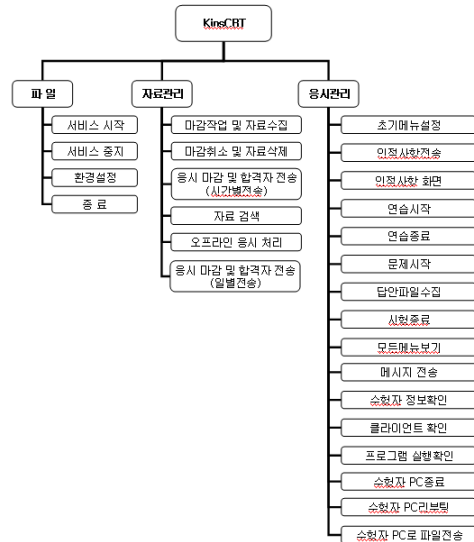 KinsCBT
파 일
자료관리
응시관리
서비스 시작
서비스 중지
환경설정
종 료
마감작업 및 자료수집
마감취소 및 자료삭제
응시 마감 및 합격자 전송
(시간별전송)
자료 검색
오프라인 응시 처리
응시 마감 및 합격자 전송
(일별전송)
초기메뉴설정
인적사항전송
인적사항 화면
연습시작
연습종료
문제시작
답안파일수집
시험종료
모든메뉴보기
메시지 전송
수험자 정보확인
클라이언트 확인
프로그램 실행확인
수험자 PC종료
수험자 PC리부팅
수험자 PC로 파일전송